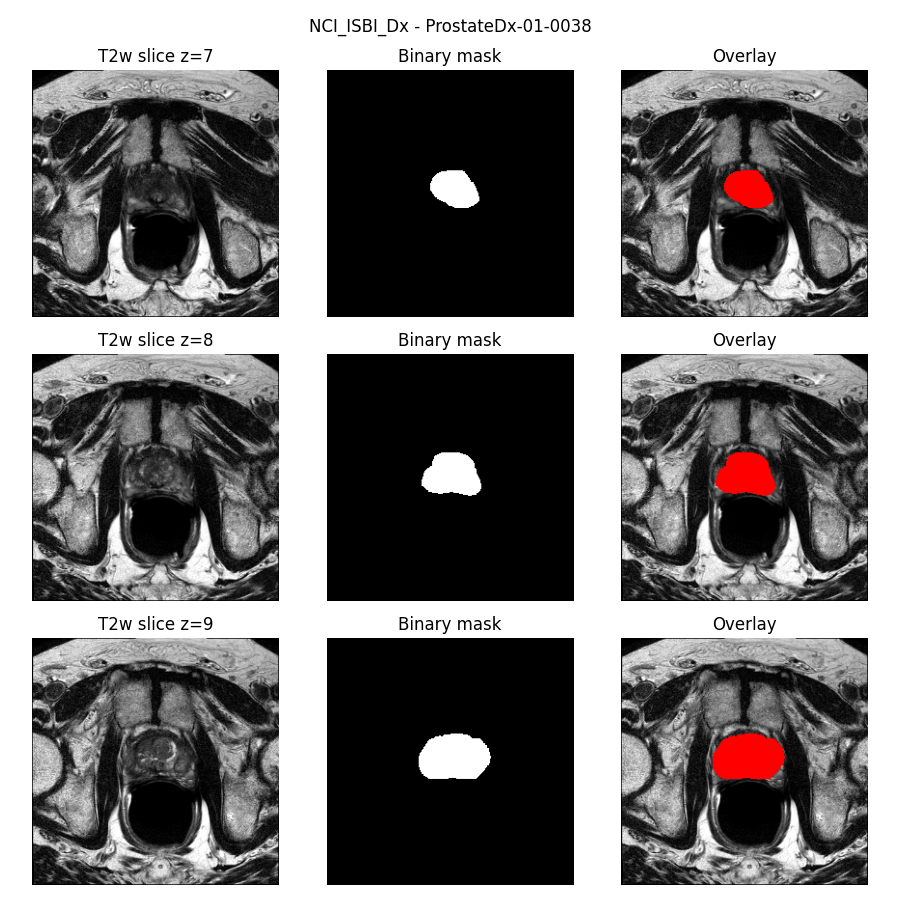 NCI_ISBI_Dx - ProstateDx-01-0038
T2w slice z=7
Binary mask
Overlay
T2w slice z=8
Binary mask
Overlay
T2w slice z=9
Binary mask
Overlay